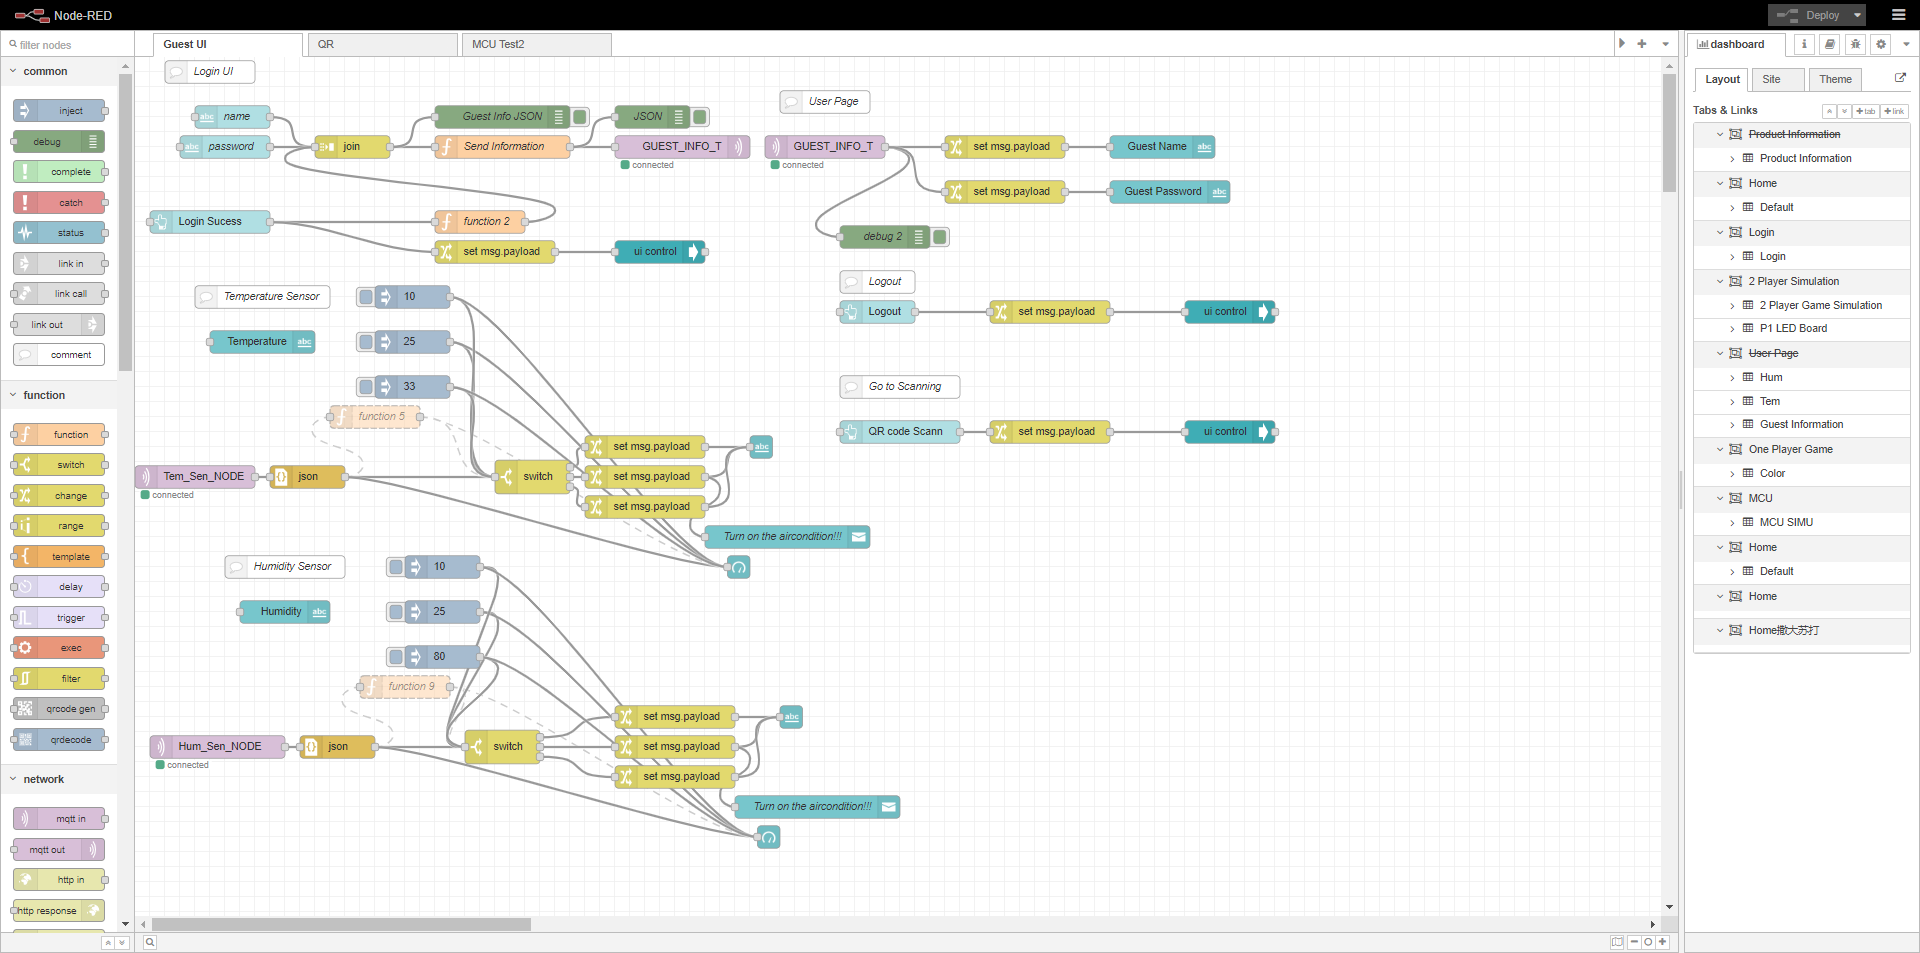 Node-RED
Deploy
filter nodes
Guest UI
QR
MCU Test2
dashboard
common
inject
debug
complete
catch
status
link in
link call
link out
comment
function
function
switch
change
range
template
delay
trigger
exec
filter
qrcode gen
qrdecode
network
mqtt in
mqtt out
http in
http response
Login UI
name
password
join
Guest Info JSON
JSON
Send Information
GUEST_INFO_T
connected
Login Sucess
function 2
set msg.payload
ui control
User Page
GUEST_INFO_T
connected
set msg.payload
Guest Name
abc
set msg.payload
Guest Password
abc
debug 2
Logout
Logout
set msg.payload
ui control
Go to Scanning
QR code Scann
set msg.payload
ui control
Temperature Sensor
10
Temperature
abc
25
33
function 5
Tem_Sen_NODE
connected
json
switch
set msg.payload
abc
set msg.payload
set msg.payload
Turn on the aircondition!!!
Humidity Sensor
10
Humidity
abc
25
80
function 9
Hum_Sen_NODE
connected
json
switch
set msg.payload
abc
set msg.payload
set msg.payload
Turn on the aircondition!!!
Layout
Site
Theme
Tabs & Links
tab
link
Product Information
Product Information
Home
Default
Login
Login
2 Player Simulation
2 Player Game Simulation
P1 LED Board
User Page
Hum
Tem
Guest Information
One Player Game
Color
MCU
MCU SIMU
Home
Default
Home
Home撒大苏打